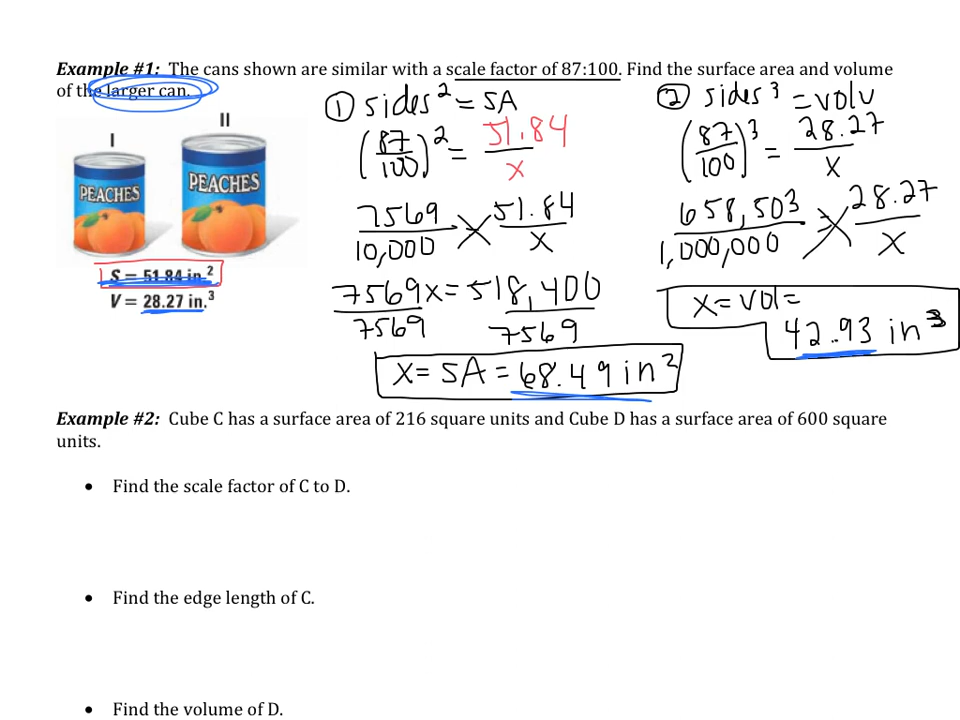 Example #1: The cans shown are similar with a scale factor of 87:100. Find the surface area and volume
of the larger can.
I
II
PEACHES
PEACHES
S = 51.84 in.²
V = 28.27 in.³
① sides² = SA
(87/100)² = 51.84/x
7569/10,000 = 51.84/x
7569x = 518,400
7569 7569
x = SA = 68.49 in²
② sides³ = volu
(87/100)³ = 28.27/x
658,503/1,000,000 = 28.27/x
x = vol =
42.93 in³
Example #2: Cube C has a surface area of 216 square units and Cube D has a surface area of 600 square
units.
• Find the scale factor of C to D.
• Find the edge length of C.
• Find the volume of D.